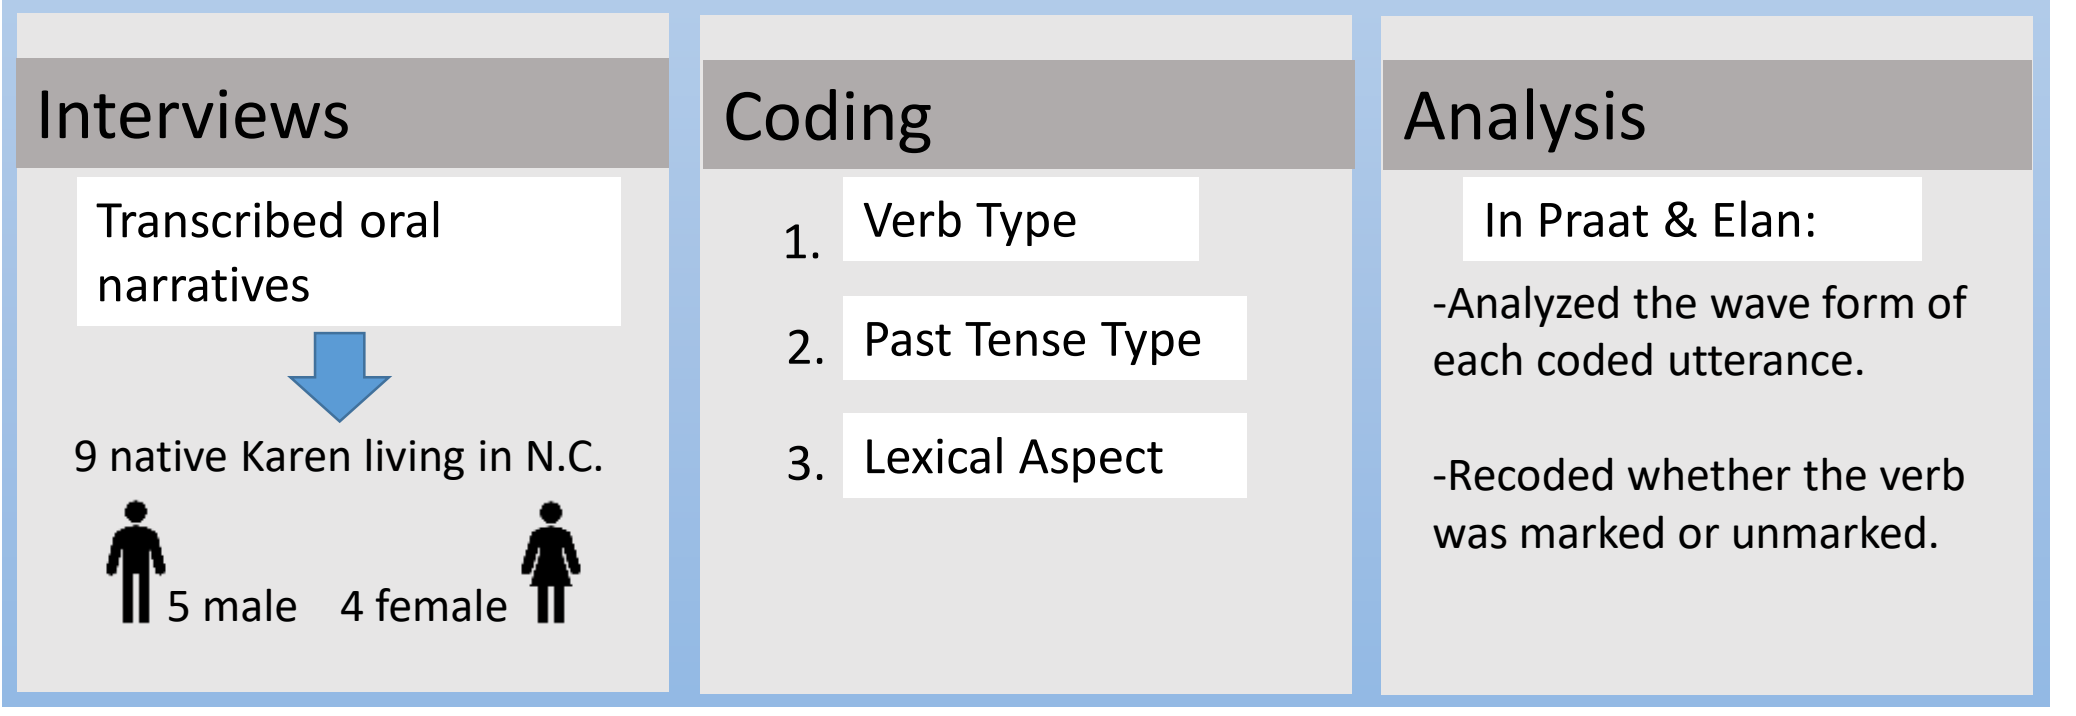 Interviews
Transcribed oral
narratives
9 native Karen living in N.C.
5 male 4 female
Coding
1. Verb Type
2. Past Tense Type
3. Lexical Aspect
Analysis
In Praat & Elan:
-Analyzed the wave form of
each coded utterance.
-Recoded whether the verb
was marked or unmarked.